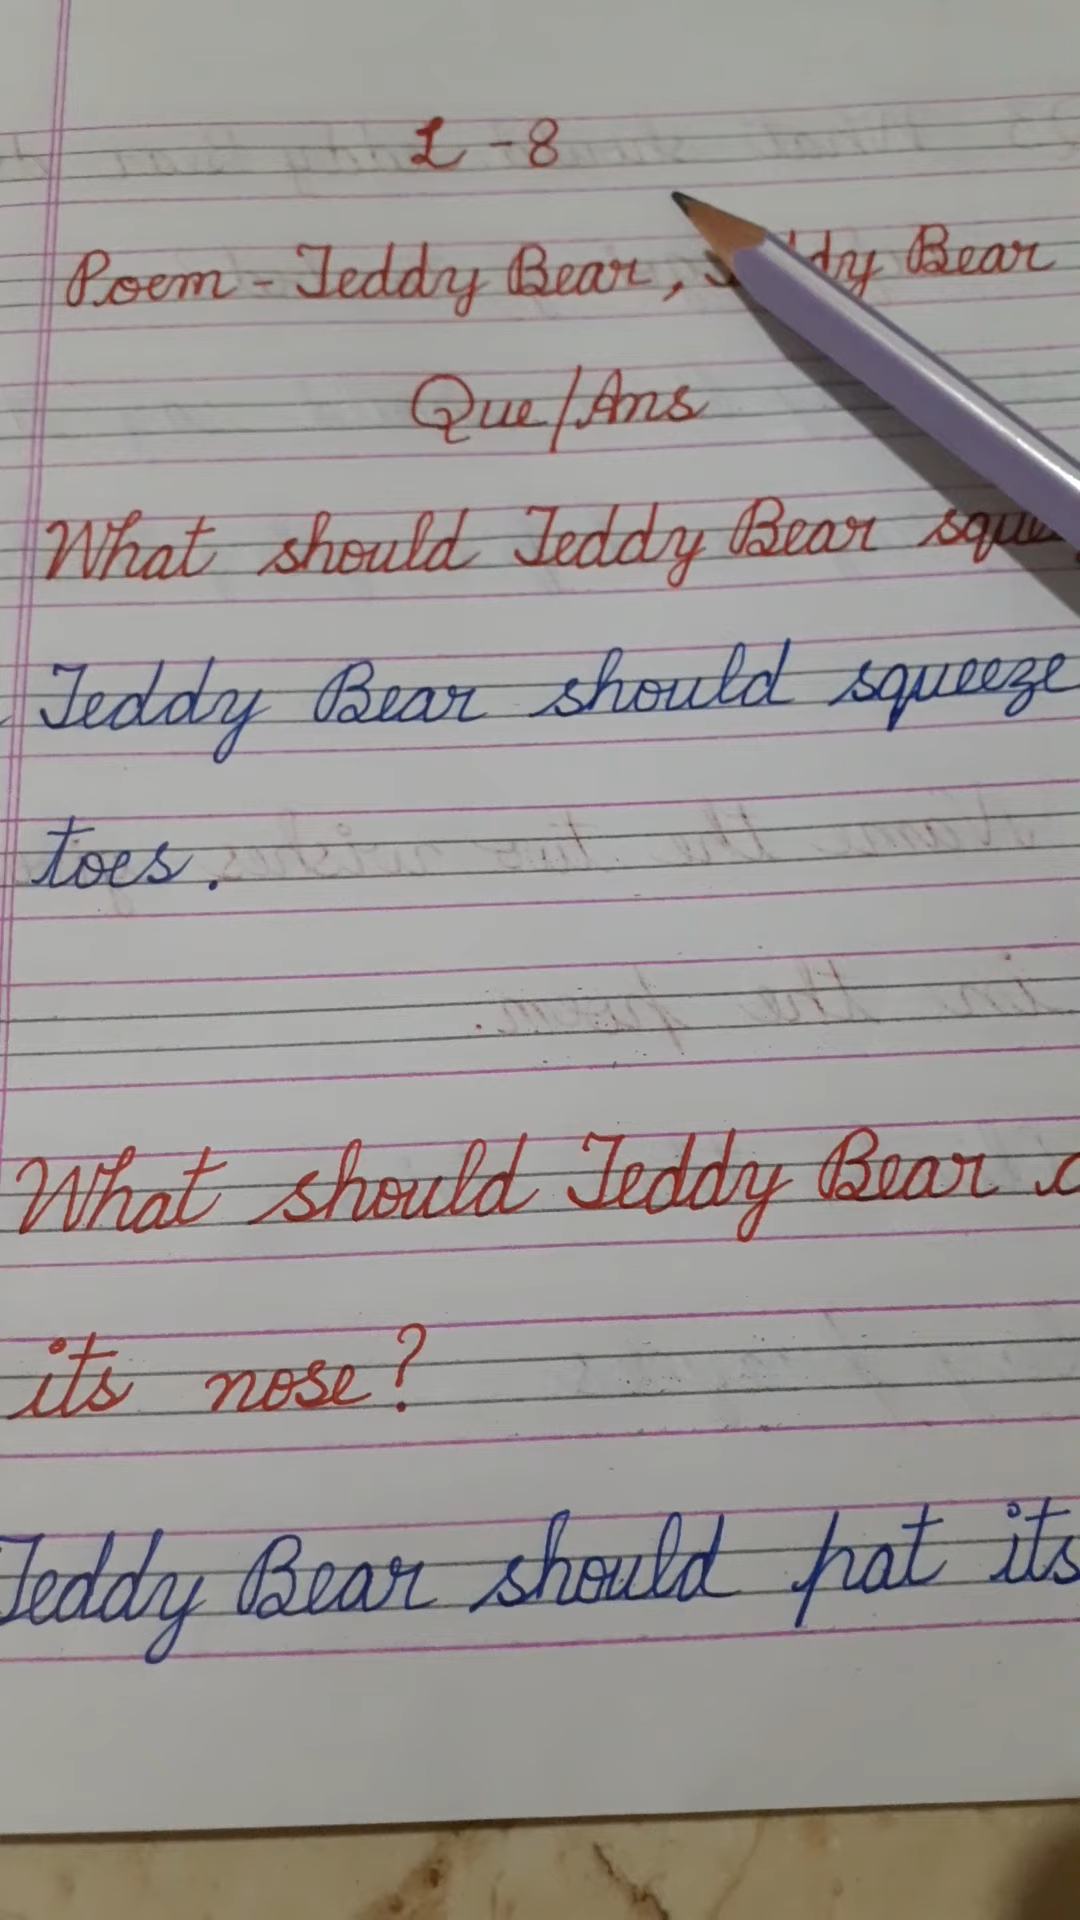 L - 8
Poem - Teddy Bear, Teddy Bear
Que/Ans
What should Teddy Bear
Teddy Bear should squeeze
toes.
What should Teddy Bear
its nose?
Teddy Bear should pat its